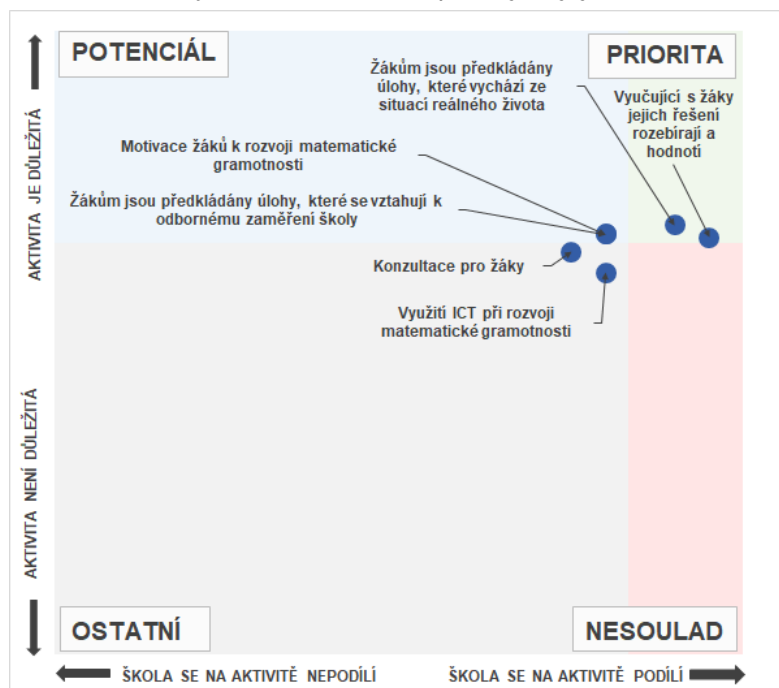 POTENCIÁL
PRIORITA
Žákům jsou předkládány
úlohy, které vychází ze
situací reálného života
Vyučující s žáky
jejich řešení
rozebírají a
hodnotí
Motivace žáků k rozvoji matematické
gramotnosti
Žákům jsou předkládány úlohy, které se vztahují k
odbornému zaměření školy
Konzultace pro žáky
Využití ICT při rozvoji
matematické gramotnosti
AKTIVITA JE DŮLEŽITÁ
AKTIVITA NENÍ DŮLEŽITÁ
OSTATNÍ
NESOULAD
ŠKOLA SE NA AKTIVITĚ NEPODÍLÍ
ŠKOLA SE NA AKTIVITĚ PODÍLÍ